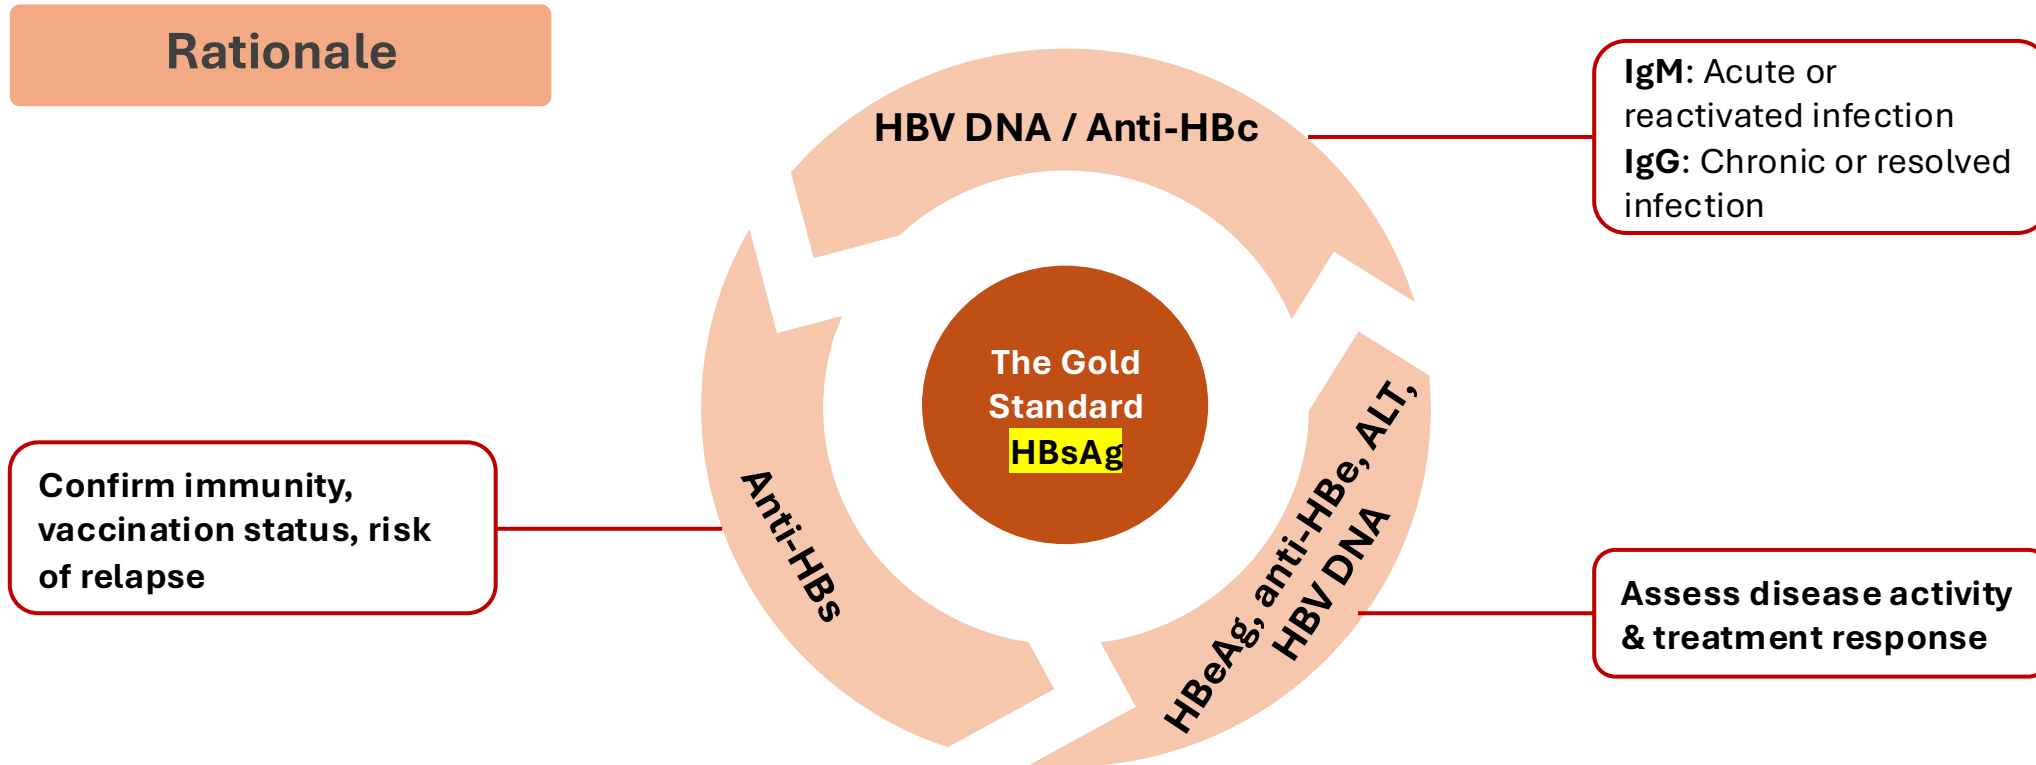 Rationale
HBV DNA / Anti-HBc
IgM: Acute or
reactivated infection
IgG: Chronic or resolved
infection
The Gold
Standard
HBsAg
Anti-HBs
Confirm immunity,
vaccination status, risk
of relapse
HBeAg, anti-HBe, ALT,
HBV DNA
Assess disease activity
& treatment response